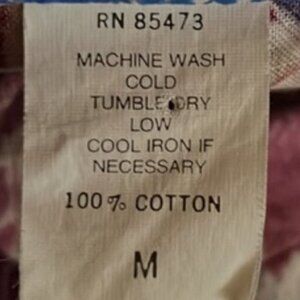 RN 85473
MACHINE WASH
COLD
TUMBLE DRY
LOW
COOL IRON IF
NECESSARY
100% COTTON
M